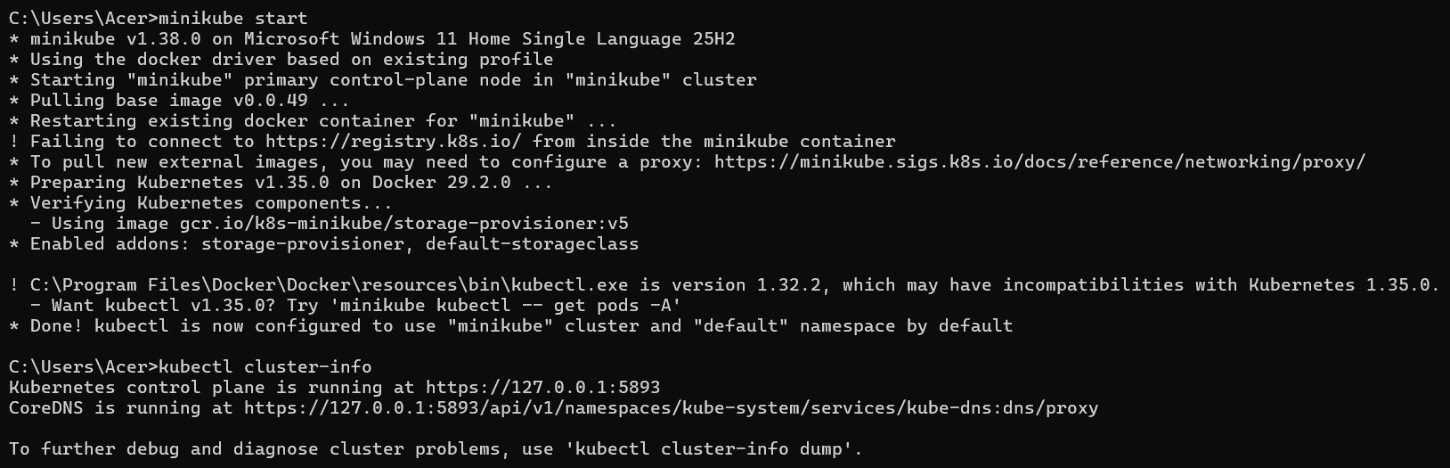 C:\Users\Acer>minikube start
* minikube v1.38.0 on Microsoft Windows 11 Home Single Language 25H2
* Using the docker driver based on existing profile
* Starting "minikube" primary control-plane node in "minikube" cluster
* Pulling base image v0.0.49 ...
* Restarting existing docker container for "minikube" ...
! Failing to connect to https://registry.k8s.io/ from inside the minikube container
* To pull new external images, you may need to configure a proxy: https://minikube.sigs.k8s.io/docs/reference/networking/proxy/
* Preparing Kubernetes v1.35.0 on Docker 29.2.0 ...
* Verifying Kubernetes components...
  - Using image gcr.io/k8s-minikube/storage-provisioner:v5
* Enabled addons: storage-provisioner, default-storageclass

! C:\Program Files\Docker\Docker\resources\bin\kubectl.exe is version 1.32.2, which may have incompatibilities with Kubernetes 1.35.0.
  - Want kubectl v1.35.0? Try 'minikube kubectl -- get pods -A'
* Done! kubectl is now configured to use "minikube" cluster and "default" namespace by default

C:\Users\Acer>kubectl cluster-info
Kubernetes control plane is running at https://127.0.0.1:5893
CoreDNS is running at https://127.0.0.1:5893/api/v1/namespaces/kube-system/services/kube-dns:dns/proxy

To further debug and diagnose cluster problems, use 'kubectl cluster-info dump'.